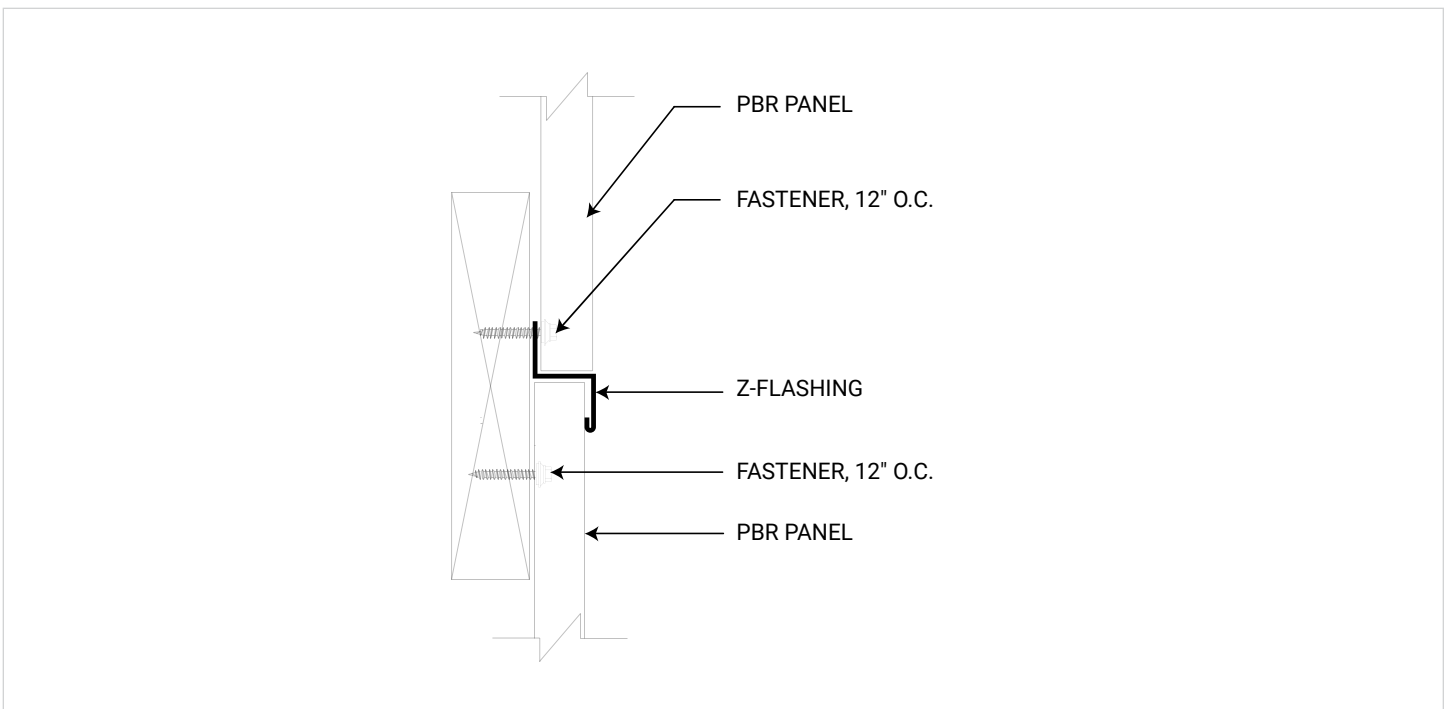 PBR PANEL
FASTENER, 12" O.C.
Z-FLASHING
FASTENER, 12" O.C.
PBR PANEL